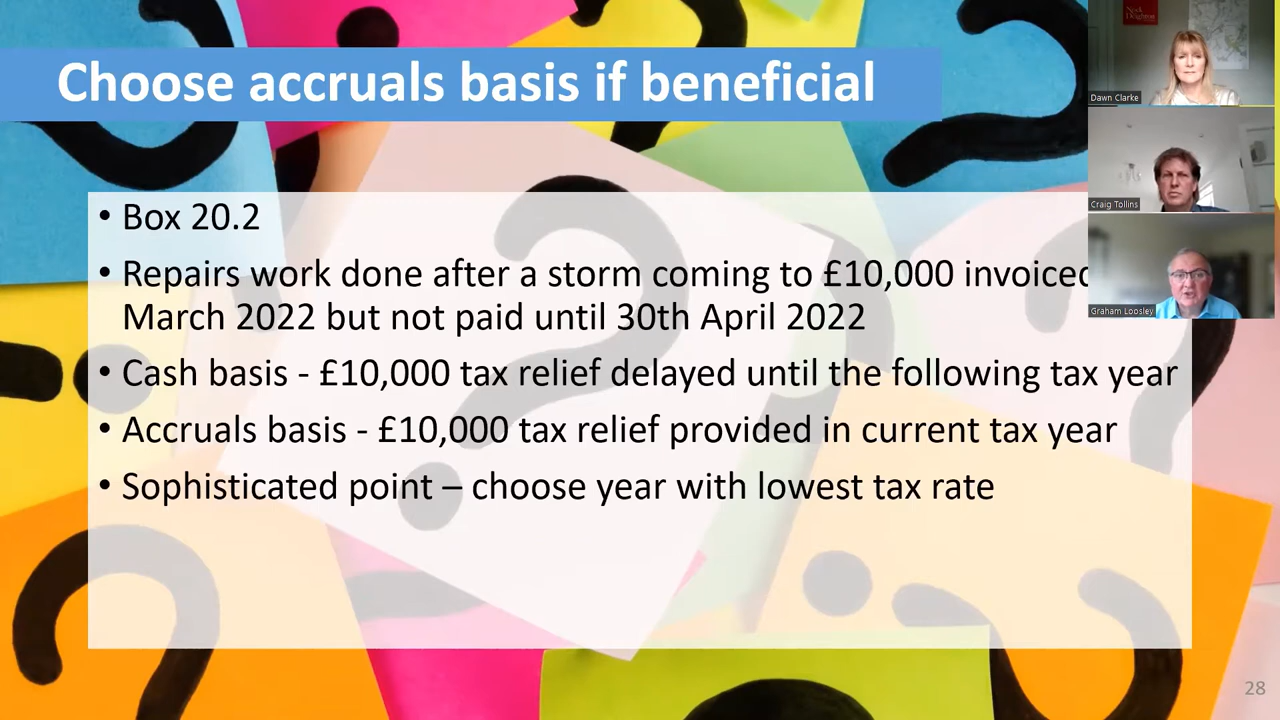 Choose accruals basis if beneficial
• Box 20.2
• Repairs work done after a storm coming to £10,000 invoiced
March 2022 but not paid until 30th April 2022
• Cash basis - £10,000 tax relief delayed until the following tax year
• Accruals basis - £10,000 tax relief provided in current tax year
• Sophisticated point – choose year with lowest tax rate
Dawn Clarke
Craig Tollins
Graham Loosley
28